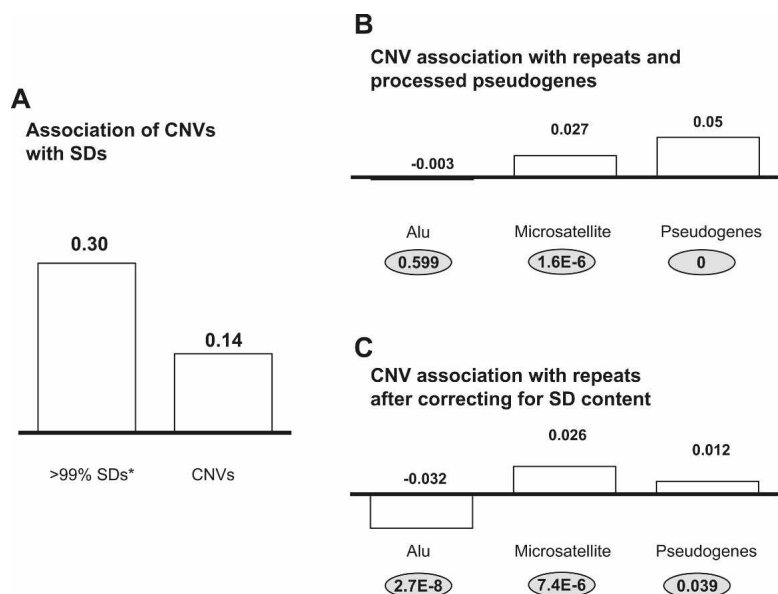 A
Association of CNVs
with SDs
0.30
0.14
>99% SDs*
CNVs
B
CNV association with repeats and
processed pseudogenes
-0.003
0.027
0.05
Alu
Microsatellite
Pseudogenes
0.599
1.6E-6
0
C
CNV association with repeats
after correcting for SD content
-0.032
0.026
0.012
Alu
Microsatellite
Pseudogenes
2.7E-8
7.4E-6
0.039